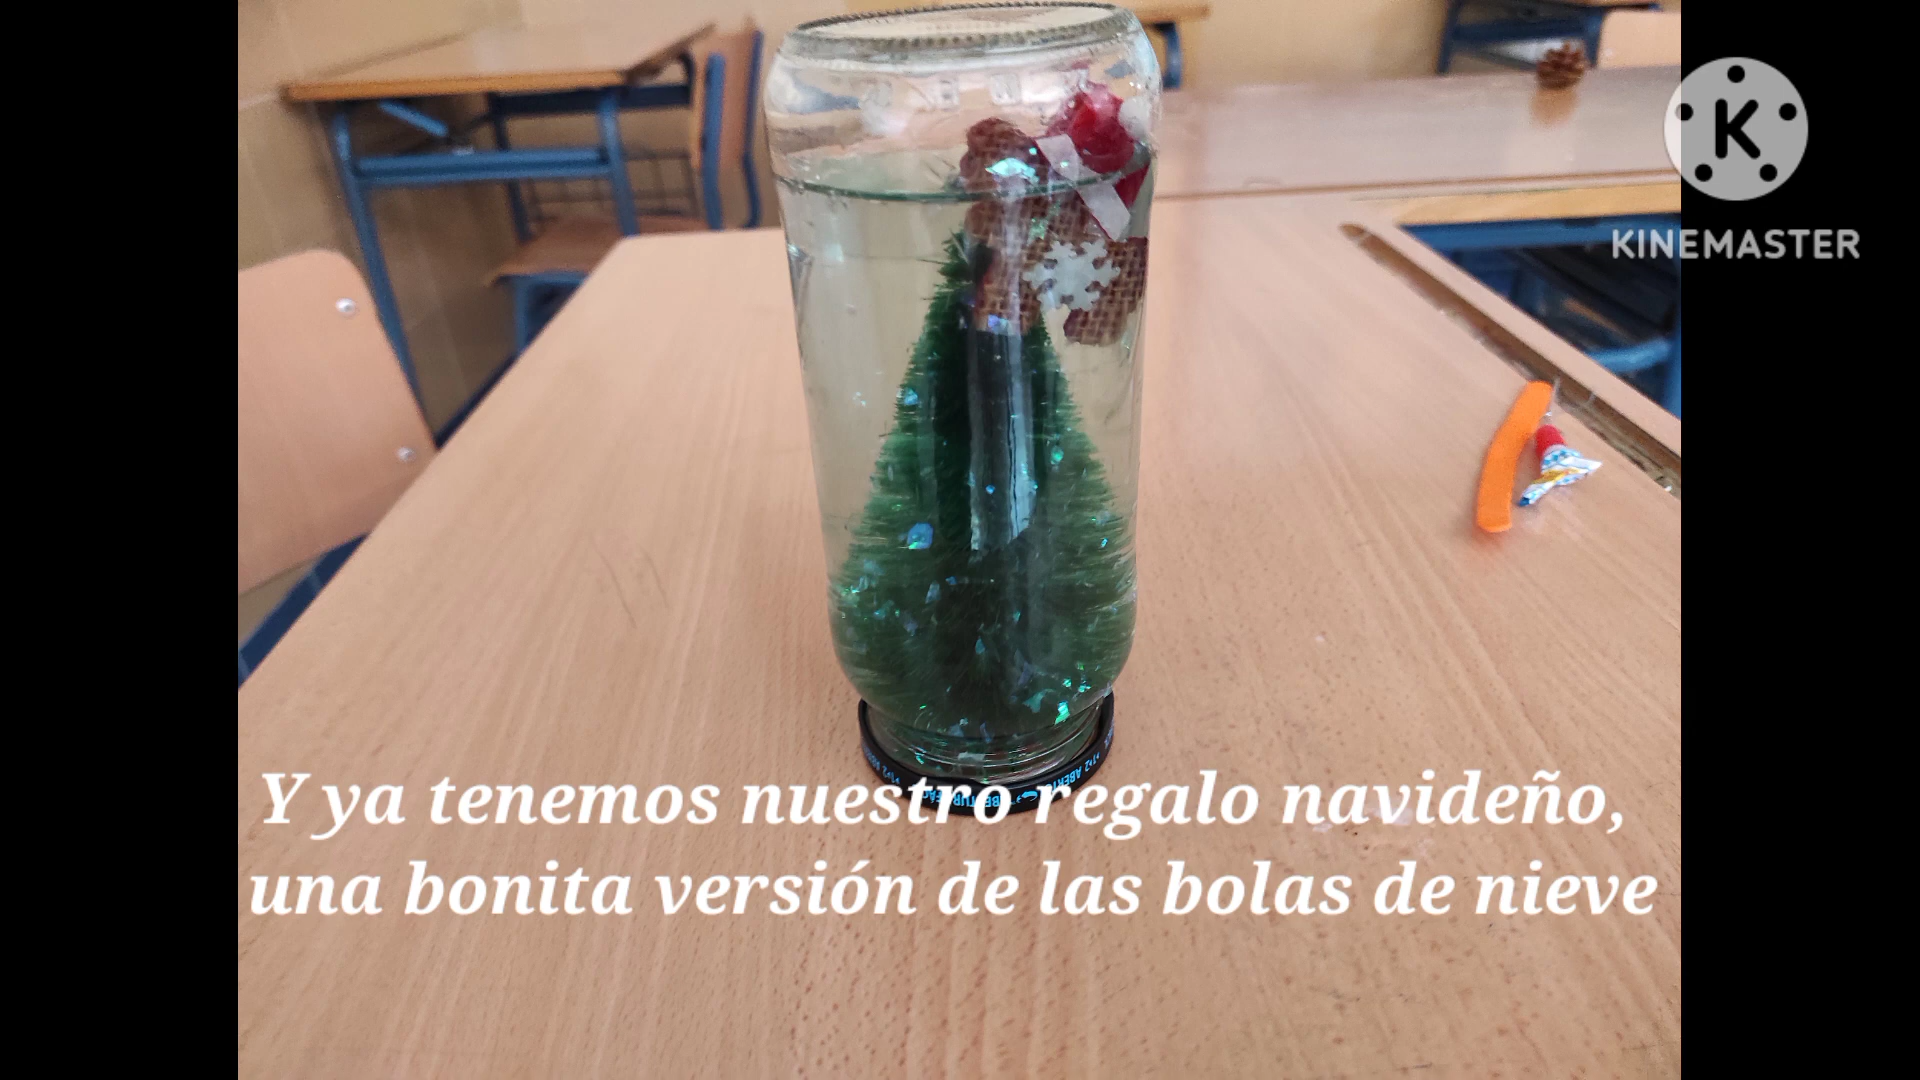 K
KINEMASTER
Y ya tenemos nuestro regalo navideño,
una bonita versión de las bolas de nieve